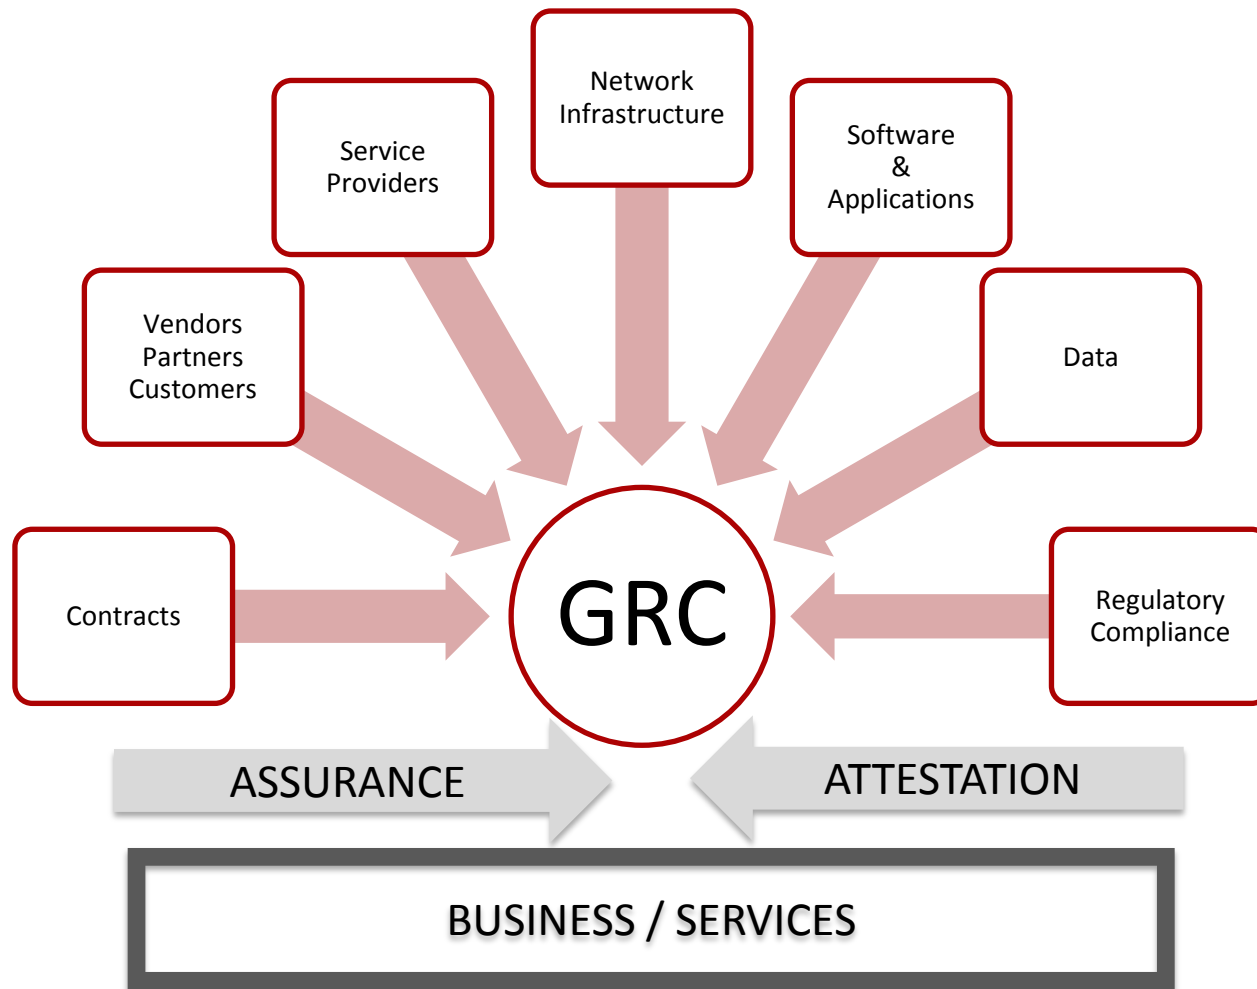 Network
Infrastructure
Service
Providers
Software
&
Applications
Vendors
Partners
Customers
Data
Contracts
GRC
Regulatory
Compliance
ASSURANCE
ATTESTATION
BUSINESS / SERVICES